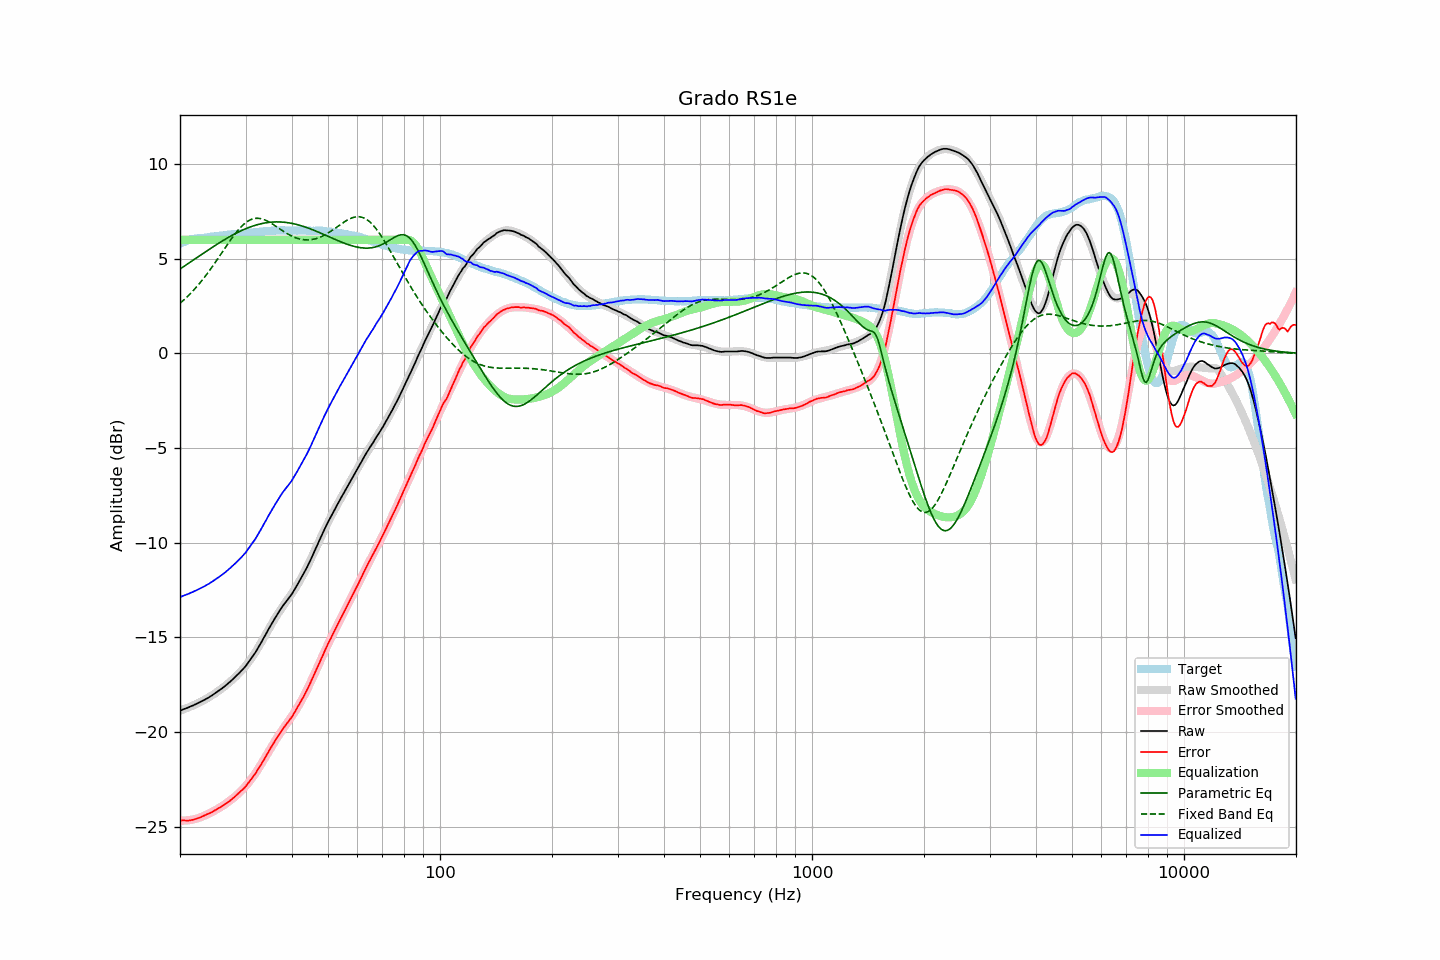 Grado RS1e
Amplitude (dBr)
10
5
0
−5
−10
−15
−20
−25
100
1000
10000
Frequency (Hz)
Target
Raw Smoothed
Error Smoothed
Raw
Error
Equalization
Parametric Eq
Fixed Band Eq
Equalized